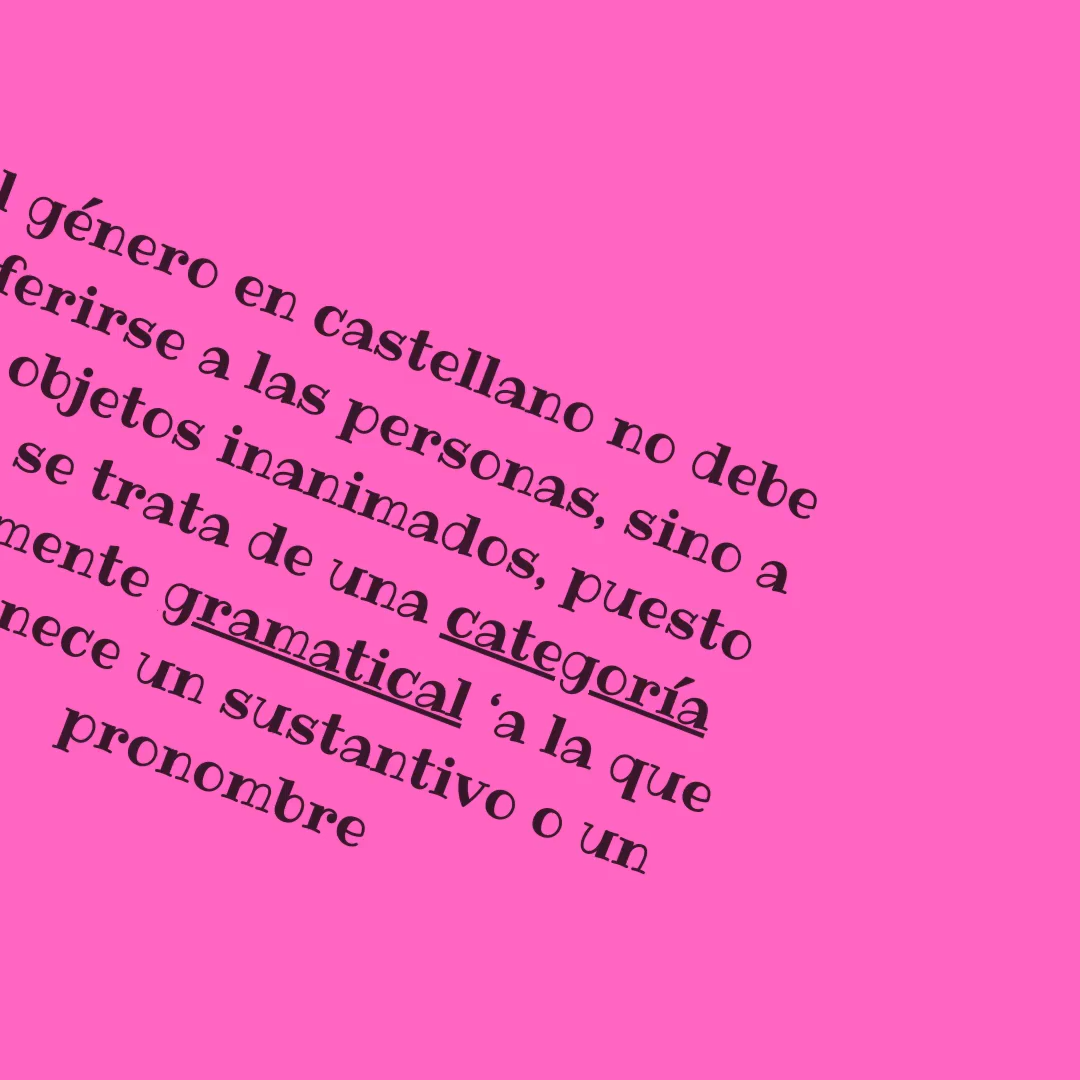 l género en castellano no debe
ferirse a las personas, sino a
objetos inanimados, puesto
se trata de una categoría
mente gramatical ‘a la que
nece un sustantivo o un
pronombre